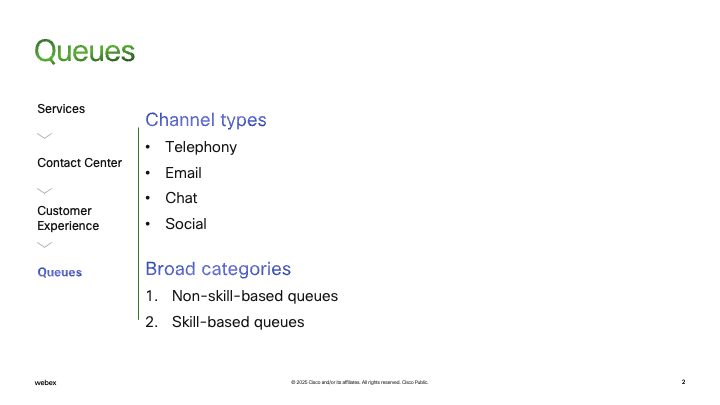 Queues
Services
Contact Center
Customer
Experience
Queues
Channel types
• Telephony
• Email
• Chat
• Social
Broad categories
1. Non-skill-based queues
2. Skill-based queues
webex
© 2025 Cisco and/or its affiliates. All rights reserved. Cisco Public.
2